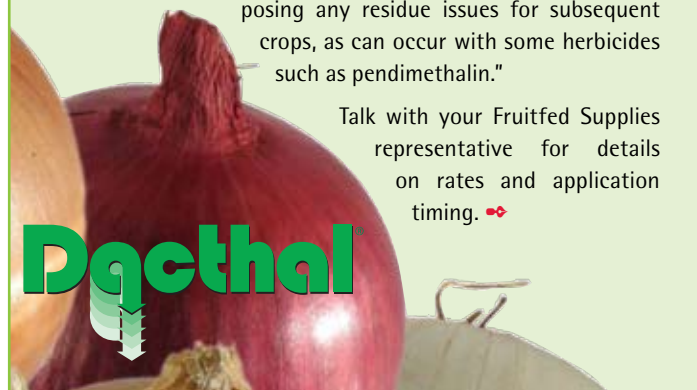 posing any residue issues for subsequent
crops, as can occur with some herbicides
such as pendimethalin.”
Talk with your Fruitfed Supplies
representative for details
on rates and application
timing.
Dacthal